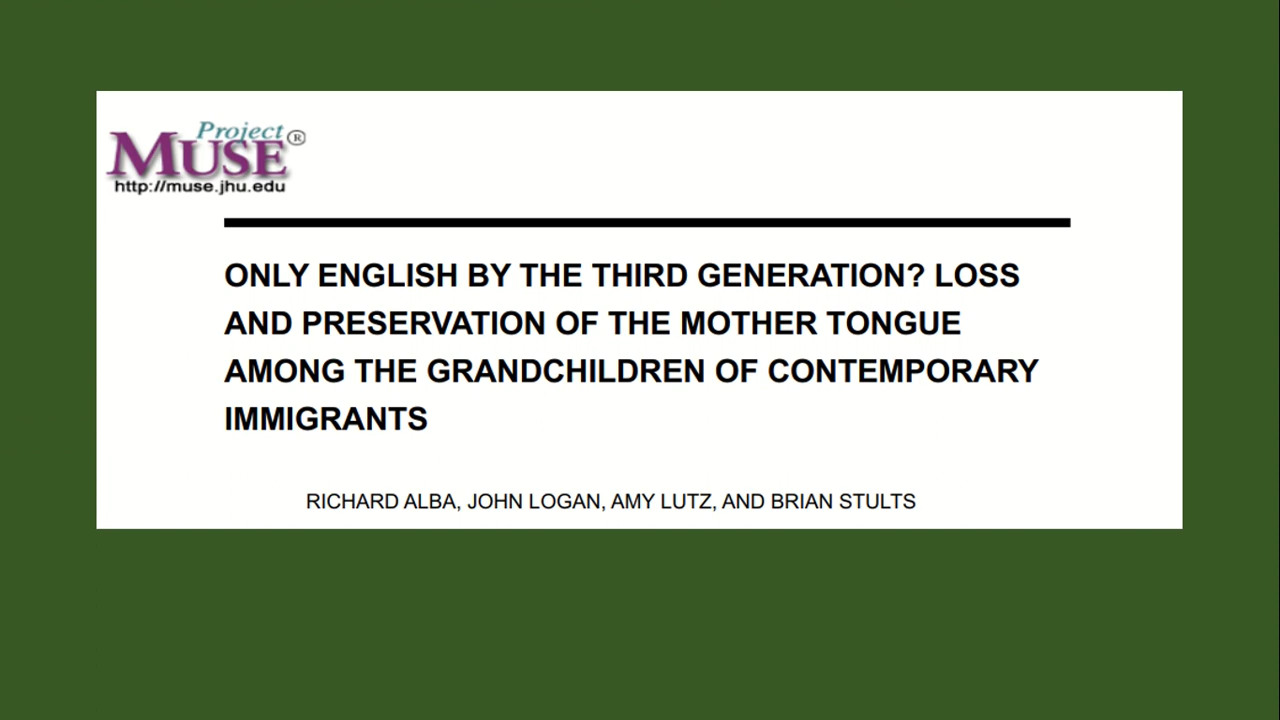 Project
MUSE®
http://muse.jhu.edu
ONLY ENGLISH BY THE THIRD GENERATION? LOSS
AND PRESERVATION OF THE MOTHER TONGUE
AMONG THE GRANDCHILDREN OF CONTEMPORARY
IMMIGRANTS
RICHARD ALBA, JOHN LOGAN, AMY LUTZ, AND BRIAN STULTS